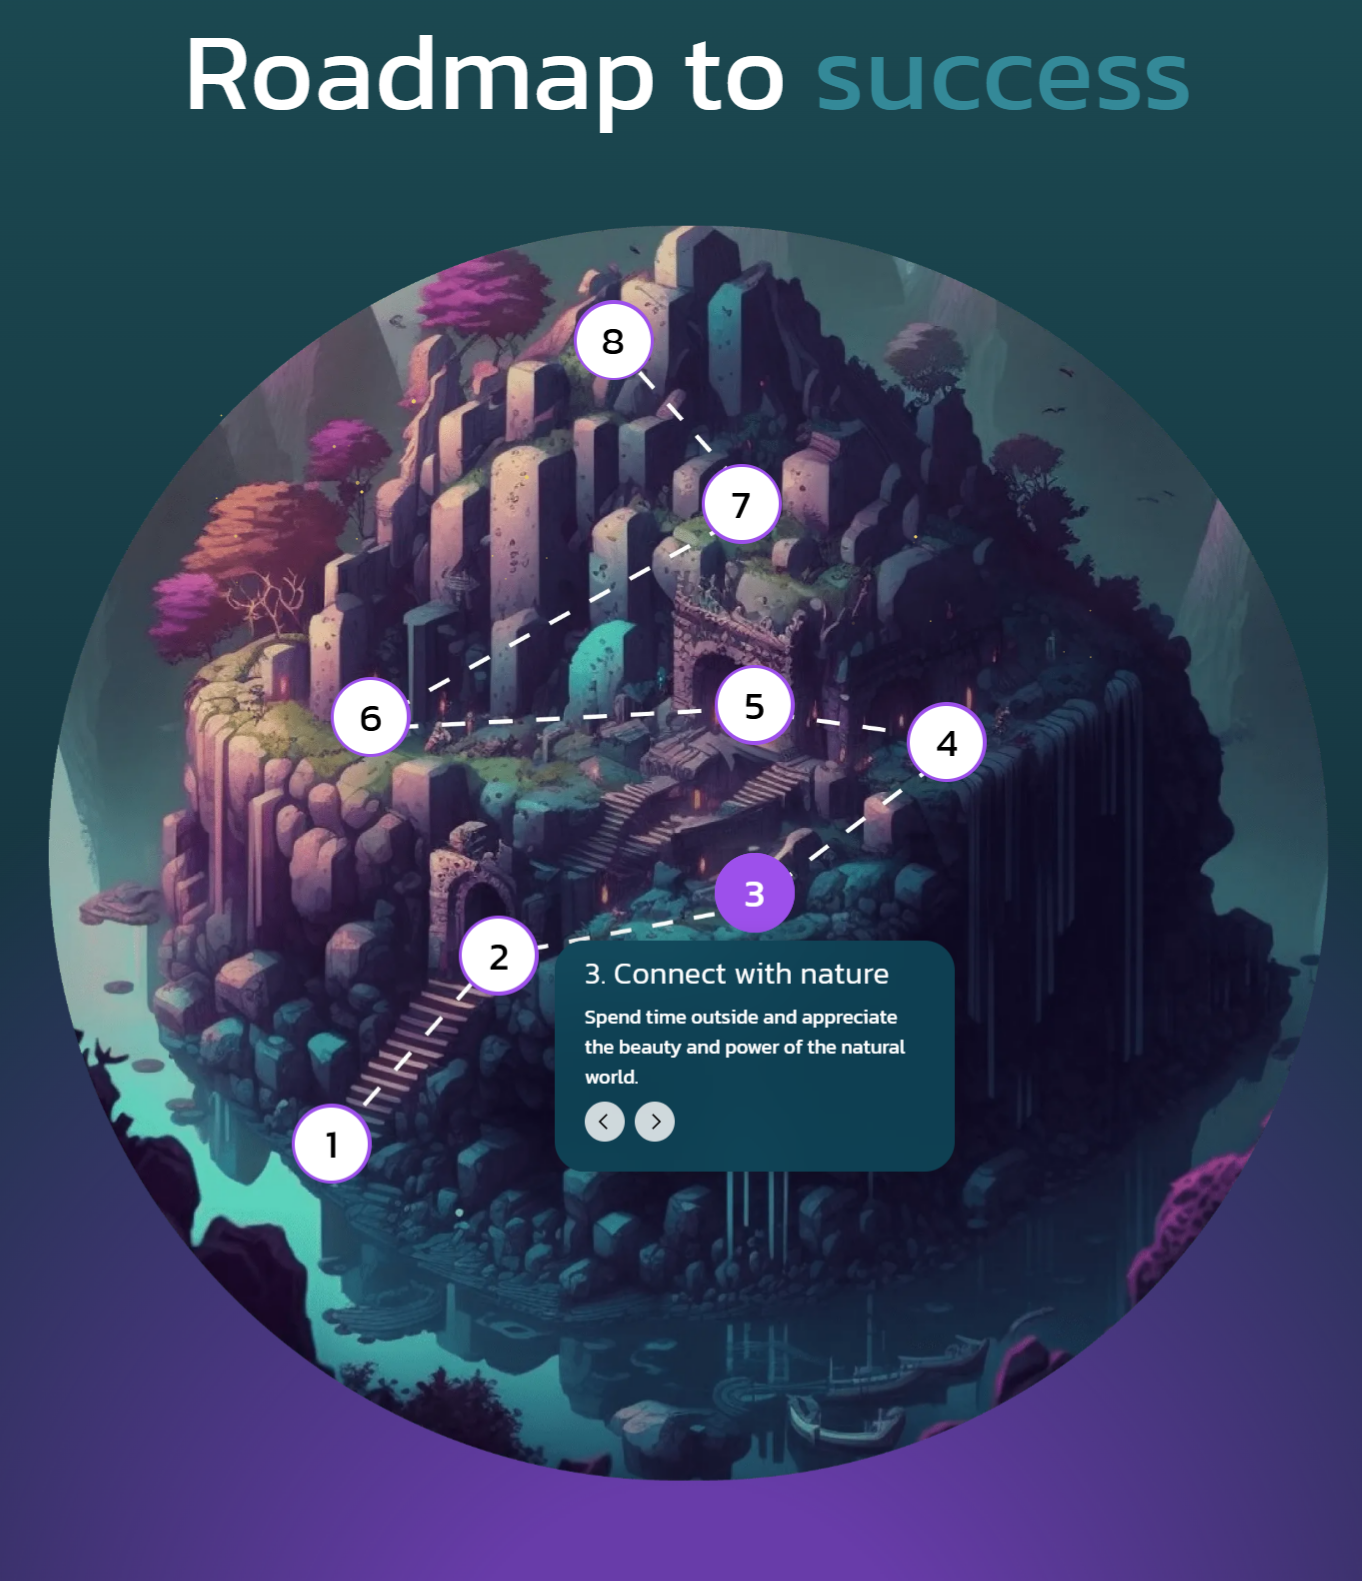 Roadmap to success
8
7
6
5
4
3
2
3. Connect with nature
Spend time outside and appreciate
the beauty and power of the natural
world.
1